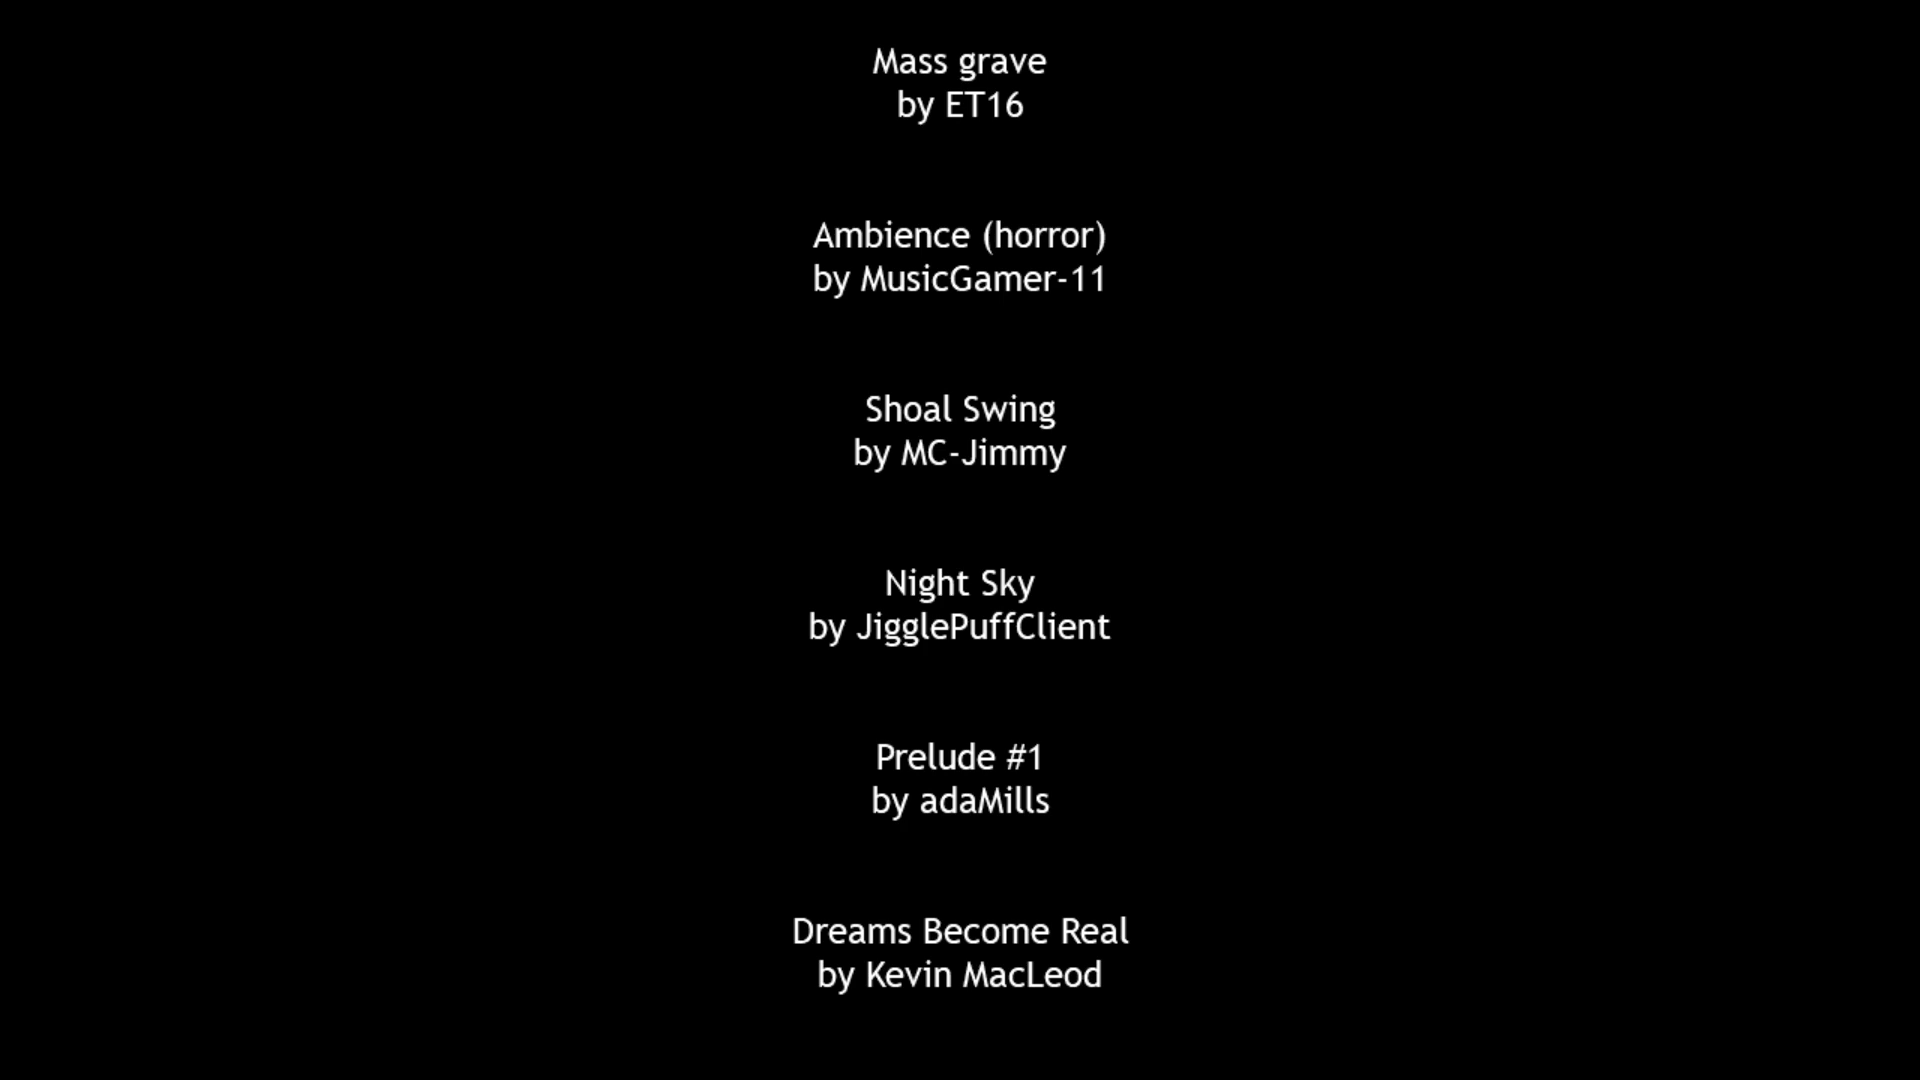 Mass grave
by ET16
Ambience (horror)
by MusicGamer-11
Shoal Swing
by MC-Jimmy
Night Sky
by JigglePuffClient
Prelude #1
by adaMills
Dreams Become Real
by Kevin MacLeod